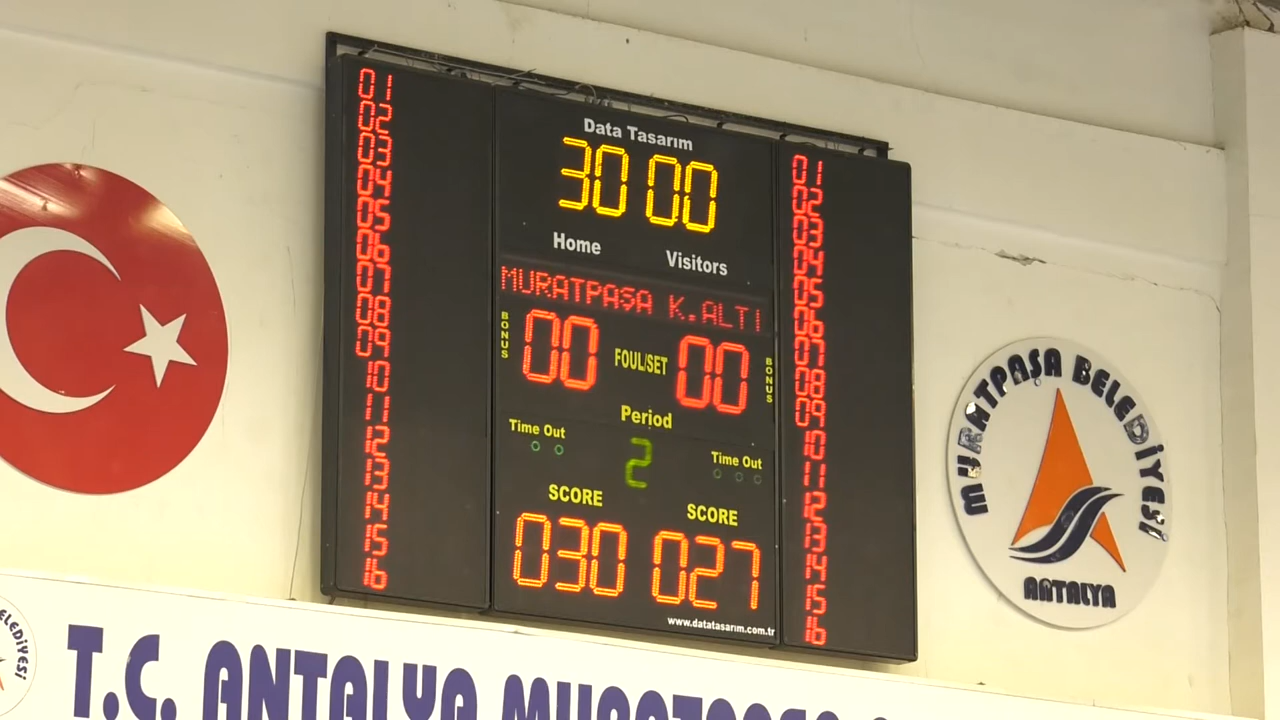 Data Tasarım
30 00
Home
Visitors
MURATPAŞA K.ALTI
BONUS
00
FOUL/SET
00
BONUS
Period
2
Time Out
Time Out
SCORE
SCORE
030
027
www.datatasarım.com.tr
01
02
03
04
05
06
07
08
09
10
11
12
13
14
15
16
01
02
03
04
05
06
07
08
09
10
11
12
13
14
15
16
MURATPAŞA BELEDİYESİ
ANTALYA
BELEDİYESİ
T.C. ANTALYA MURATPAŞA